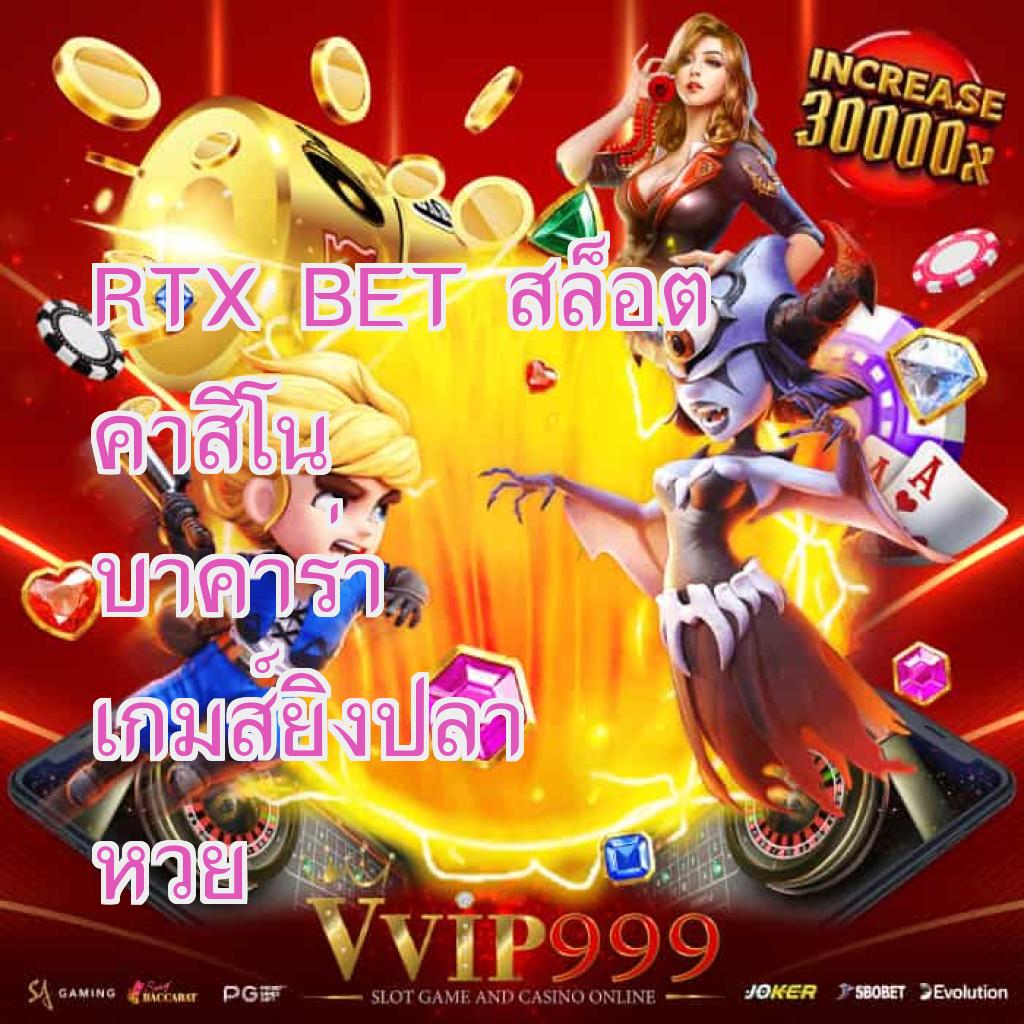 INCREASE
30000x
RTX BET สล็อต
คาสิโน
บาคาร่า
เกมส์ยิงปลา
หวย
A
A
VVIP999
SLOT GAME AND CASINO ONLINE
SA GAMING
Sexy BACCARAT
PG
JOKER
SBOBET
Evolution